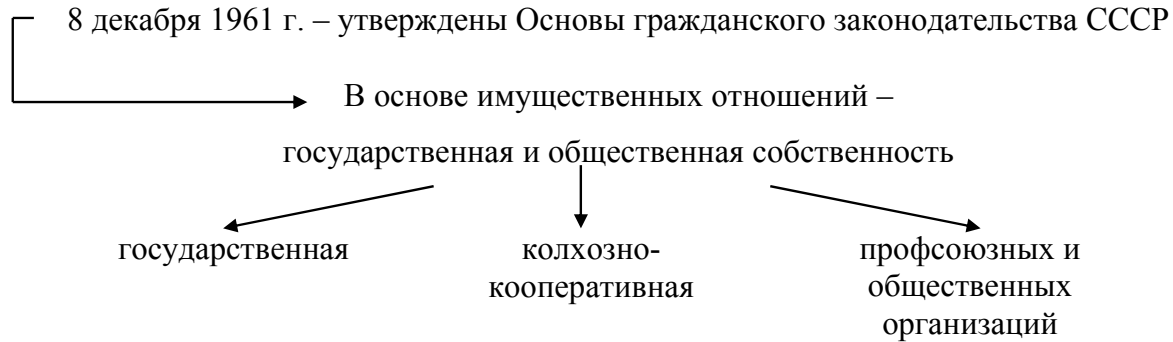 8 декабря 1961 г. – утверждены Основы гражданского законодательства СССР
В основе имущественных отношений –
государственная и общественная собственность
государственная
колхозно-
кооперативная
профсоюзных и
общественных
организаций